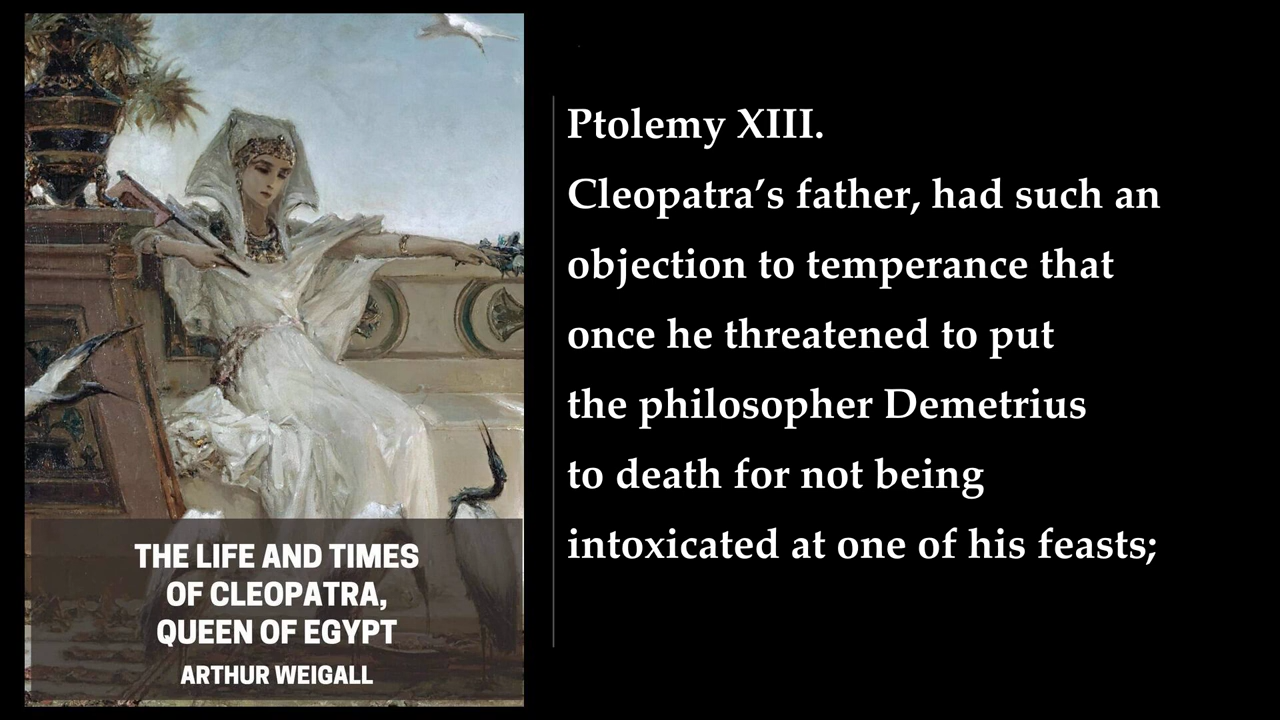 THE LIFE AND TIMES
OF CLEOPATRA,
QUEEN OF EGYPT
ARTHUR WEIGALL
Ptolemy XIII.
Cleopatra’s father, had such an
objection to temperance that
once he threatened to put
the philosopher Demetrius
to death for not being
intoxicated at one of his feasts;